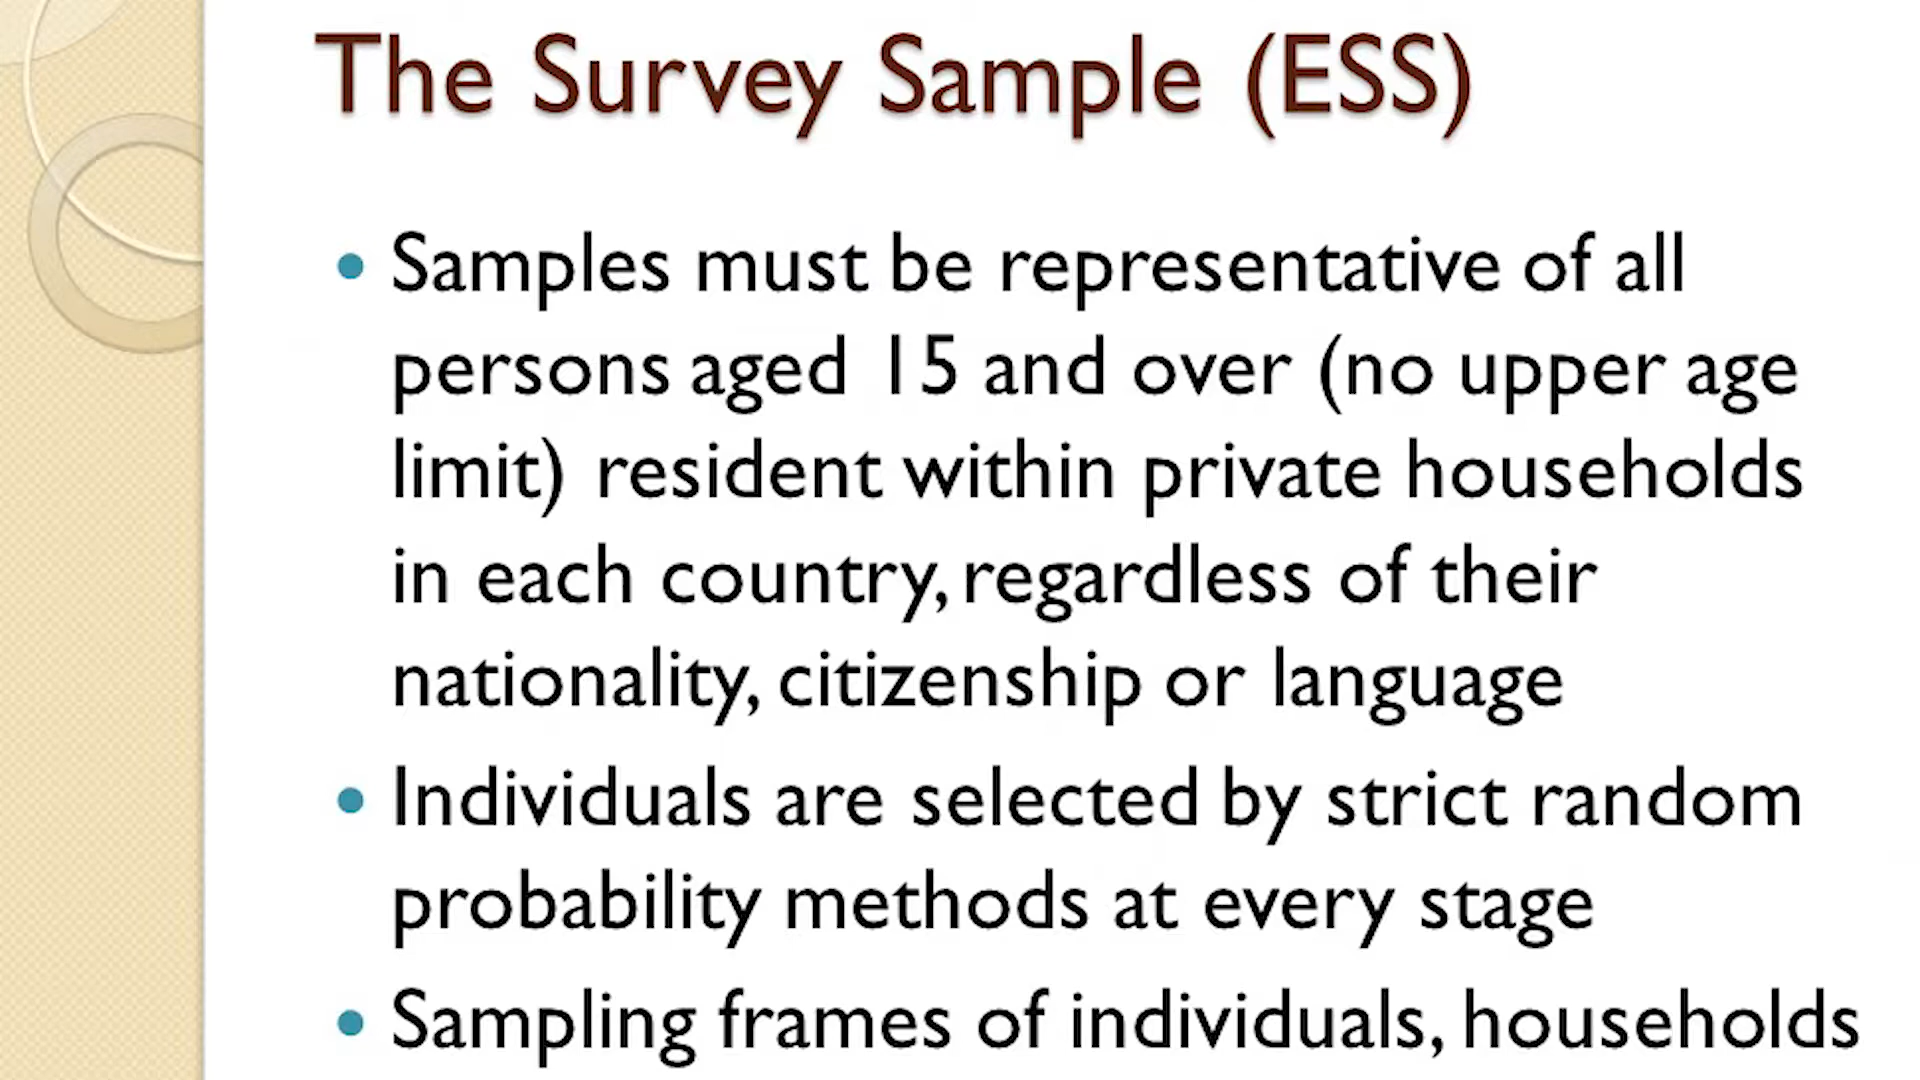 The Survey Sample (ESS)
Samples must be representative of all
persons aged 15 and over (no upper age
limit) resident within private households
in each country, regardless of their
nationality, citizenship or language
Individuals are selected by strict random
probability methods at every stage
Sampling frames of individuals, households